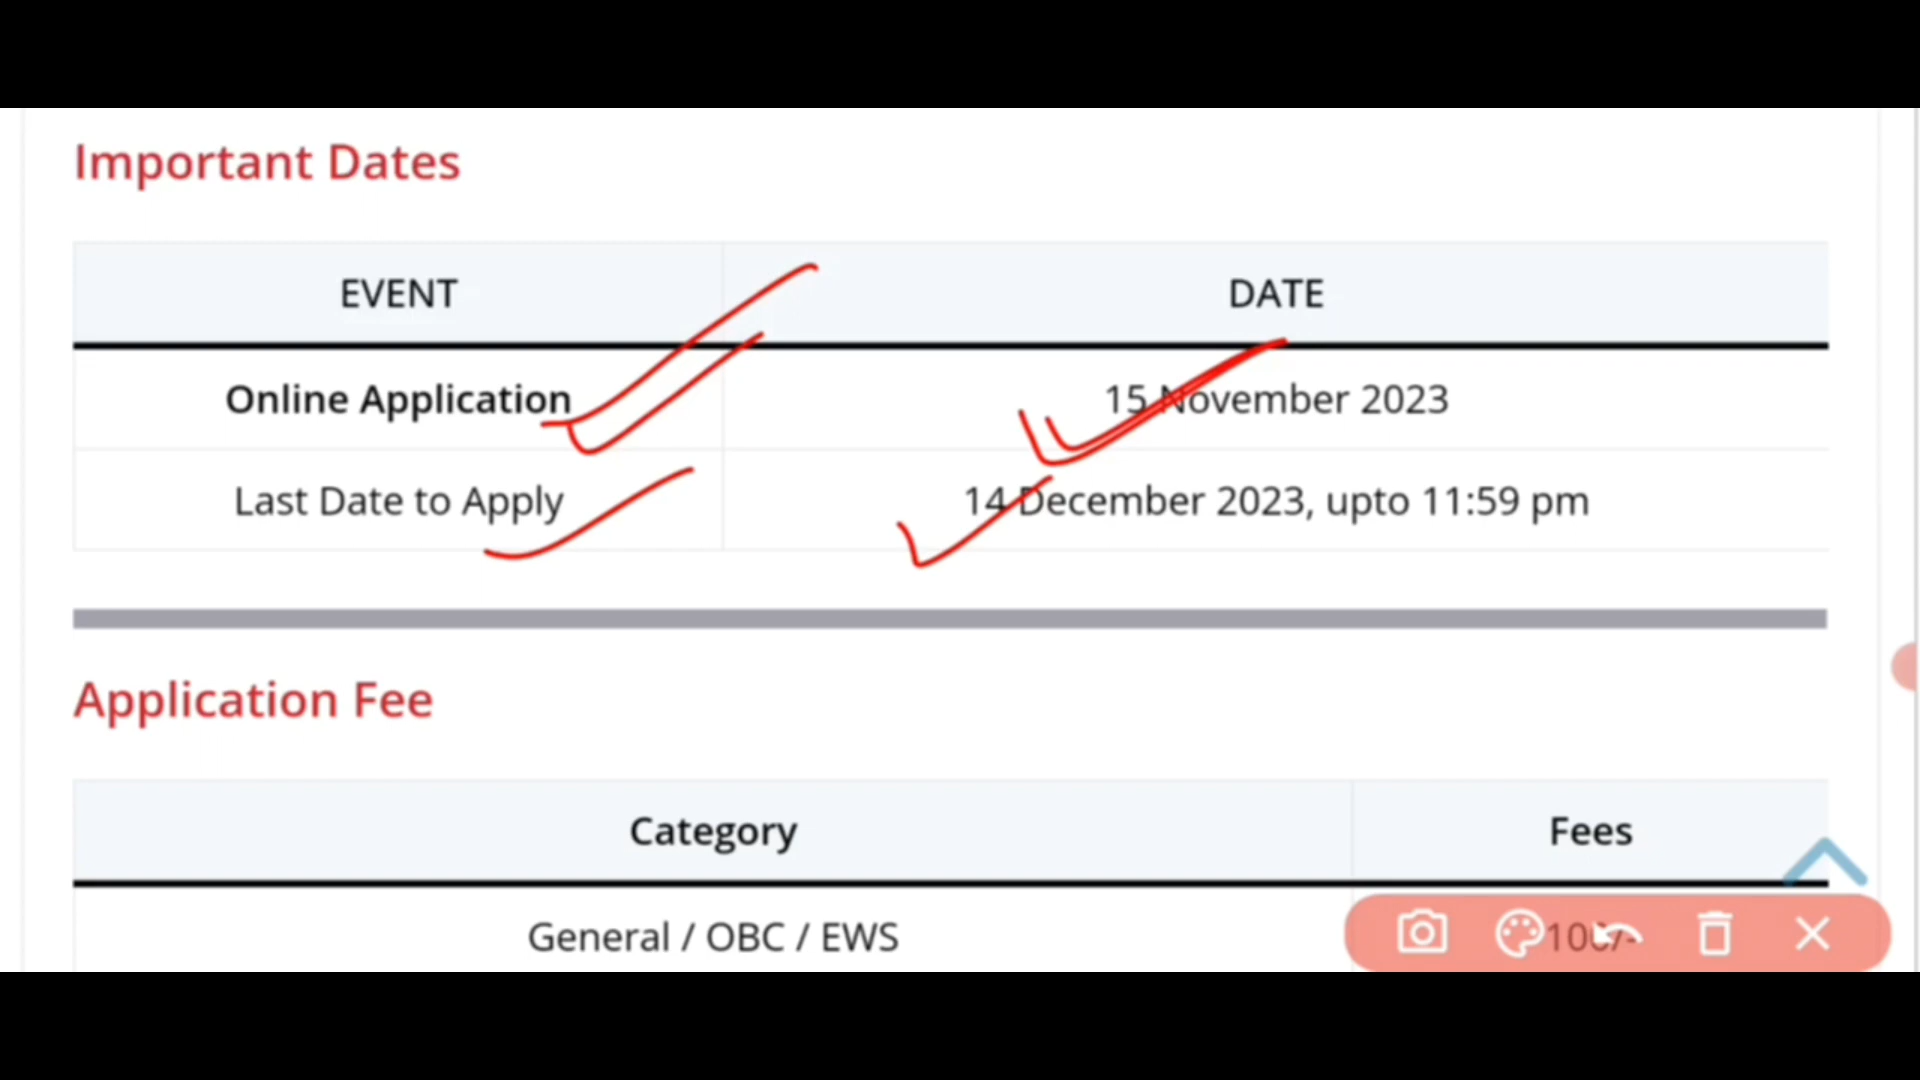 Important Dates
EVENT DATE
Online Application 15 November 2023
Last Date to Apply 14 December 2023, upto 11:59 pm
Application Fee
Category Fees
General / OBC / EWS 100/-